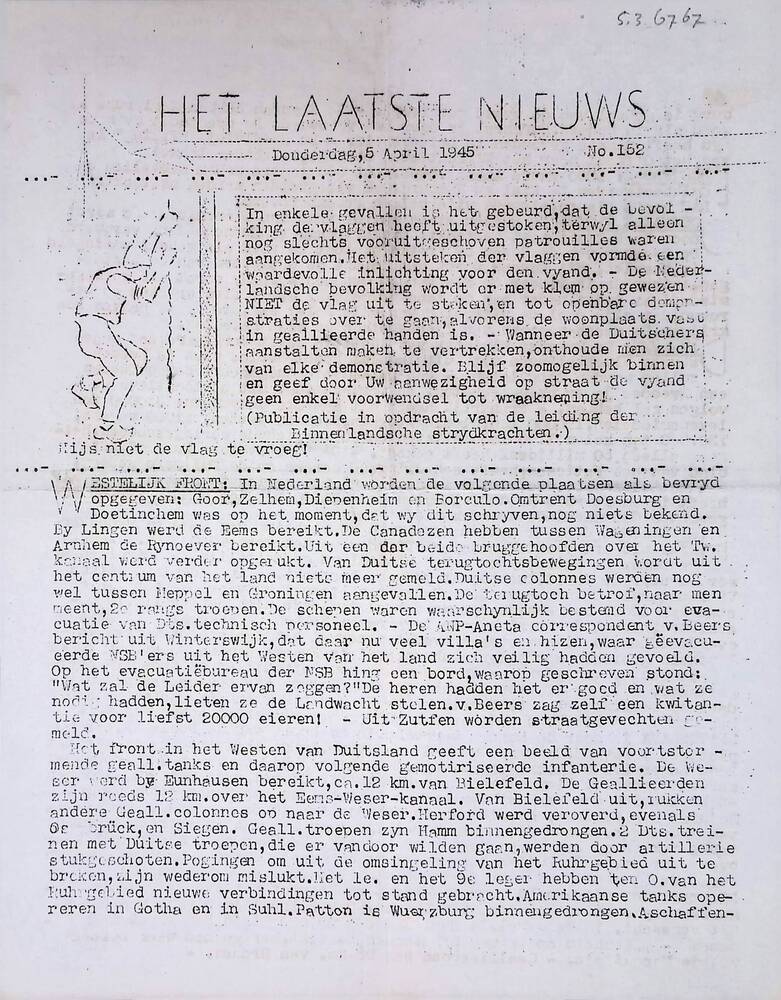 5.3 6767
HET LAATSTE NIEUWS
Donderdag, 5 April 1945 No. 152
In enkele gevallen is het gebeurd, dat de bevol -
king de vlaggen heeft uitgestoken, terwyl alleen
nog slechts vooruitgeschoven patrouilles waren
aangekomen. Het uitsteken der vlaggen vormde een
waardevolle inlichting voor den vyand. - De Neder-
landsche bevolking wordt er met klem op gewezen
NIET de vlag uit te steken, en tot openbare demon-
straties over te gaan, alvorens de woonplaats vast
in geallieerde handen is. - Wanneer de Duitschers
aanstalten maken te vertrekken, onthoude men zich
van elke demonstratie. Blijf zoomogelijk binnen
en geef door Uw aanwezigheid op straat de vyand
geen enkel voorwendsel tot wraakneming!
(Publicatie in opdracht van de leiding der
Binnenlandsche strydkrachten.)
Hijs niet de vlag te vroeg!
WESTELIJK FRONT: In Nederland worden de volgende plaatsen als bevryd
opgegeven: Goor, Zelhem, Diepenheim en Borculo. Omtrent Doesburg en
Doetinchem was op het moment, dat wy dit schryven, nog niets bekend.
By Lingen werd de Eems bereikt. De Canadezen hebben tussen Wageningen en
Arnhem de Rynoever bereikt. Uit een der beide bruggehoofden over het Tw.
kanaal werd verder opgerukt. Van Duitse terugtochtsbewegingen wordt uit
het centrum van het land niets meer gemeld. Duitse colonnes werden nog
wel tussen Meppel en Groningen aangevallen. De terugtoch betrof, naar men
meent, 2e rangs troepen. De schepen waren waarschynlijk bestemd voor eva-
cuatie van Dts. technisch personeel. - De ANP-Aneta correspondent v. Beers
bericht uit Winterswijk, dat daar nu veel villa's en hizen, waar geëvacu-
eerde NSB'ers uit het Westen van het land zich veilig hadden gevoeld.
Op het evacuatiebureau der NSB hing een bord, waarop geschreven stond:
"Wat zal de Leider ervan zeggen?" De heren hadden het er goed en wat ze
nodig hadden, lieten ze de Landwacht stelen. v. Beers zag zelf een kwitan-
tie voor liefst 20000 eieren! - Uit Zutfen worden straatgevechten ge-
meld.
Het front in het Westen van Duitsland geeft een beeld van voortstor -
mende geall. tanks en daarop volgende gemotiriseerde infanterie. De We-
ser werd by Eunhausen bereikt, ca. 12 km. van Bielefeld. De Geallieerden
zijn reeds 12 km. over het Eems-Weser-kanaal. Van Bielefeld uit, rukken
andere Geall. colonnes op naar de Weser. Herford werd veroverd, evenals
Os brück, en Siegen. Geall. troepen zyn Hamm binnengedrongen. 2 Dts. trei-
nen met Duitse troepen, die er vandoor wilden gaan, werden door artillerie
stukgeschoten. Pogingen om uit de omsingeling van het Ruhrgebied uit te
breken, zijn wederom mislukt. Het 1e. en het 9e leger hebben ten O. van het
Ruhrgebied nieuwe verbindingen tot stand gebracht. Amerikaanse tanks ope-
reren in Gotha en in Suhl. Patton is Wuerzburg binnengedrongen. Aschaffen-